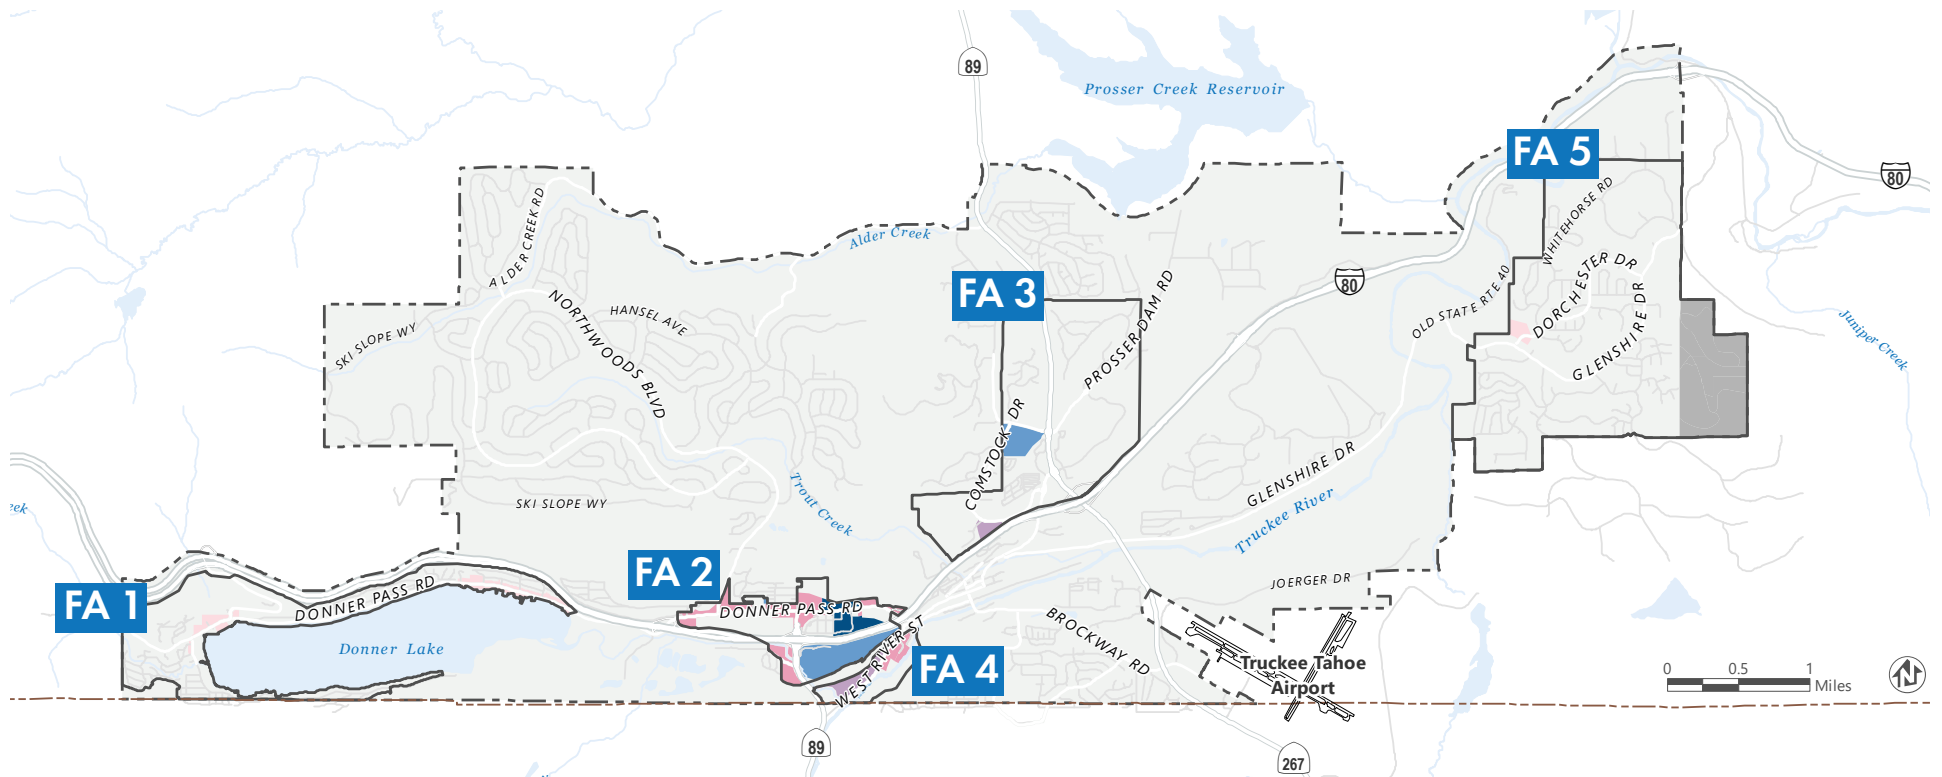 89
Prosser Creek Reservoir
FA 5
80
WHITEHORSE RD
ALDER CREEK RD
Alder Creek
DORCHESTER DR
GLENSHIRE DR
OLD STATE RTE 40
80
FA 3
PROSSER DAM RD
NORTHWOODS BLVD
HANSEL AVE
SKI SLOPE WY
Juniper Creek
COMSTOCK DR
GLENSHIRE DR
Truckee River
SKI SLOPE WY
Trout Creek
eek
FA 2
FA 1
DONNER PASS RD
DONNER PASS RD
JOERGER DR
BROCKWAY RD
WEST RIVER ST
FA 4
Donner Lake
Truckee Tahoe
Airport
0 0.5 1
Miles
N
89
267